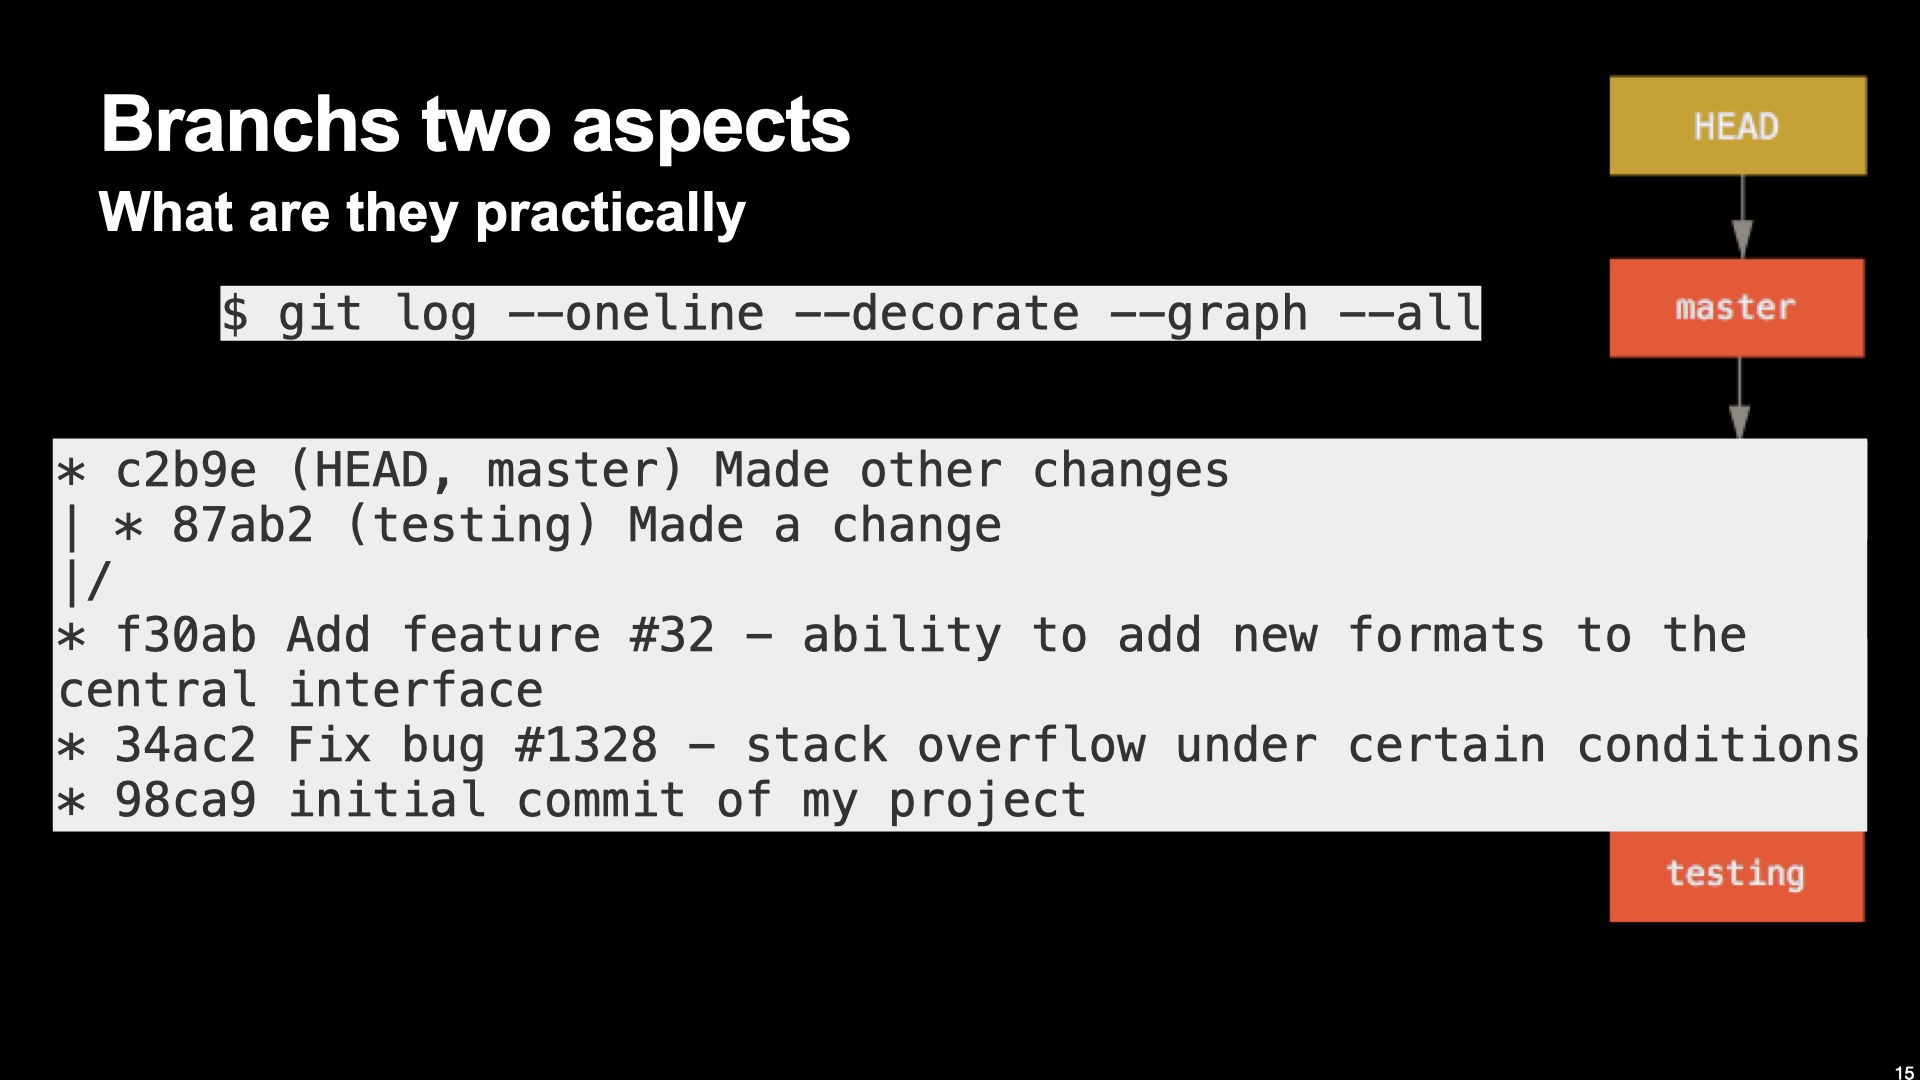 Branchs two aspects
What are they practically
HEAD
$ git log --oneline --decorate --graph --all
master
* c2b9e (HEAD, master) Made other changes
| * 87ab2 (testing) Made a change
|/
* f30ab Add feature #32 - ability to add new formats to the
central interface
* 34ac2 Fix bug #1328 - stack overflow under certain conditions
* 98ca9 initial commit of my project
testing
15